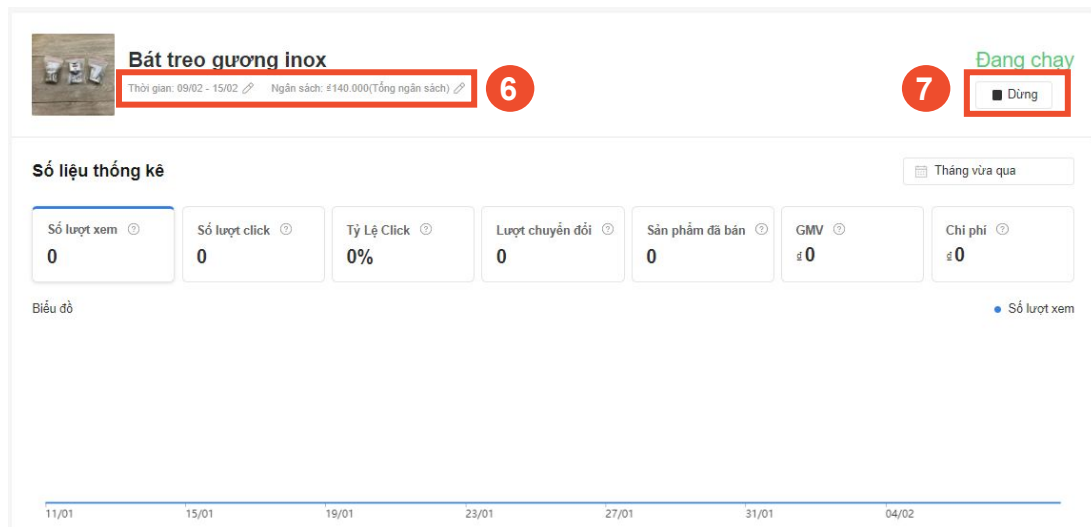 Bát treo gương inox
Đang chạy
Thời gian: 09/02 - 15/02 Ngân sách: ₫140.000(Tổng ngân sách)
6
7
Dừng
Số liệu thống kê
Tháng vừa qua
Số lượt xem
0
Số lượt click
0
Tỷ Lệ Click
0%
Lượt chuyển đổi
0
Sản phẩm đã bán
0
GMV
₫0
Chi phí
₫0
Biểu đồ
Số lượt xem
11/01 15/01 19/01 23/01 27/01 31/01 04/02